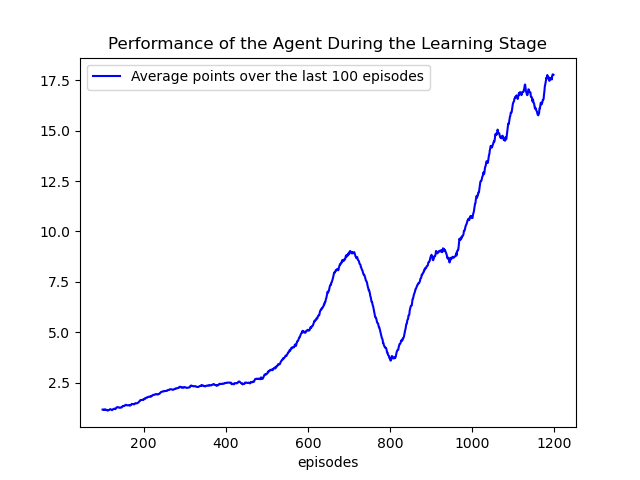 Performance of the Agent During the Learning Stage
Average points over the last 100 episodes
17.5
15.0
12.5
10.0
7.5
5.0
2.5
200 400 600 800 1000 1200
episodes